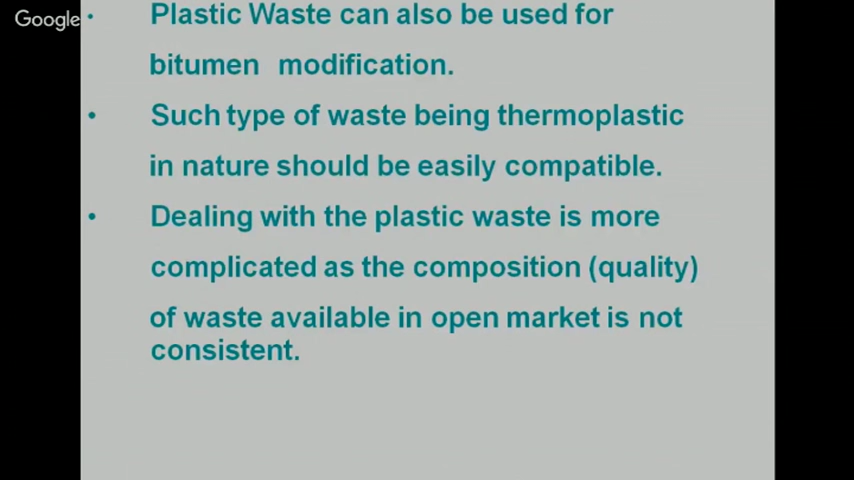 Google
• Plastic Waste can also be used for
bitumen modification.
• Such type of waste being thermoplastic
in nature should be easily compatible.
• Dealing with the plastic waste is more
complicated as the composition (quality)
of waste available in open market is not
consistent.